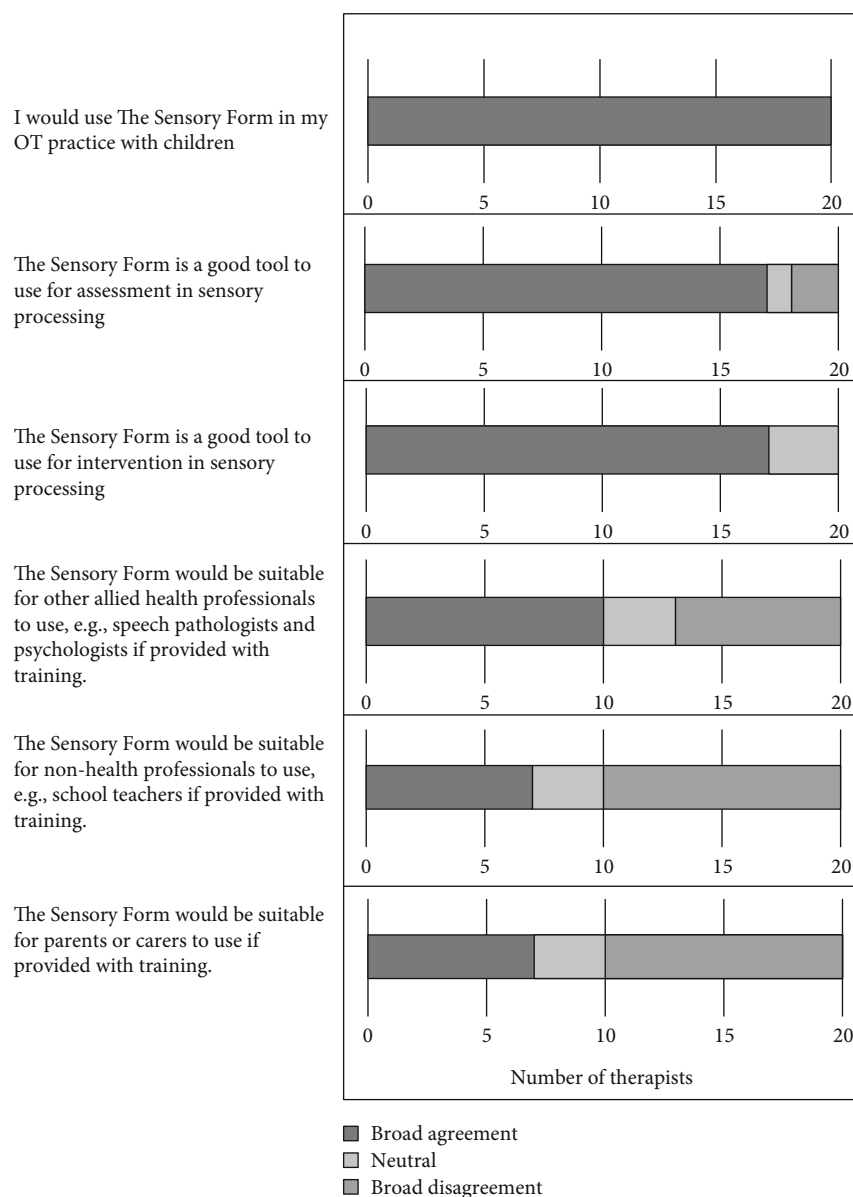 I would use The Sensory Form in my
OT practice with children
0 5 10 15 20
The Sensory Form is a good tool to
use for assessment in sensory
processing
0 5 10 15 20
The Sensory Form is a good tool to
use for intervention in sensory
processing
0 5 10 15 20
The Sensory Form would be suitable
for other allied health professionals
to use, e.g., speech pathologists and
psychologists if provided with
training.
0 5 10 15 20
The Sensory Form would be suitable
for non-health professionals to use,
e.g., school teachers if provided with
training.
0 5 10 15 20
The Sensory Form would be suitable
for parents or carers to use if
provided with training.
0 5 10 15 20
Number of therapists
Broad agreement
Neutral
Broad disagreement